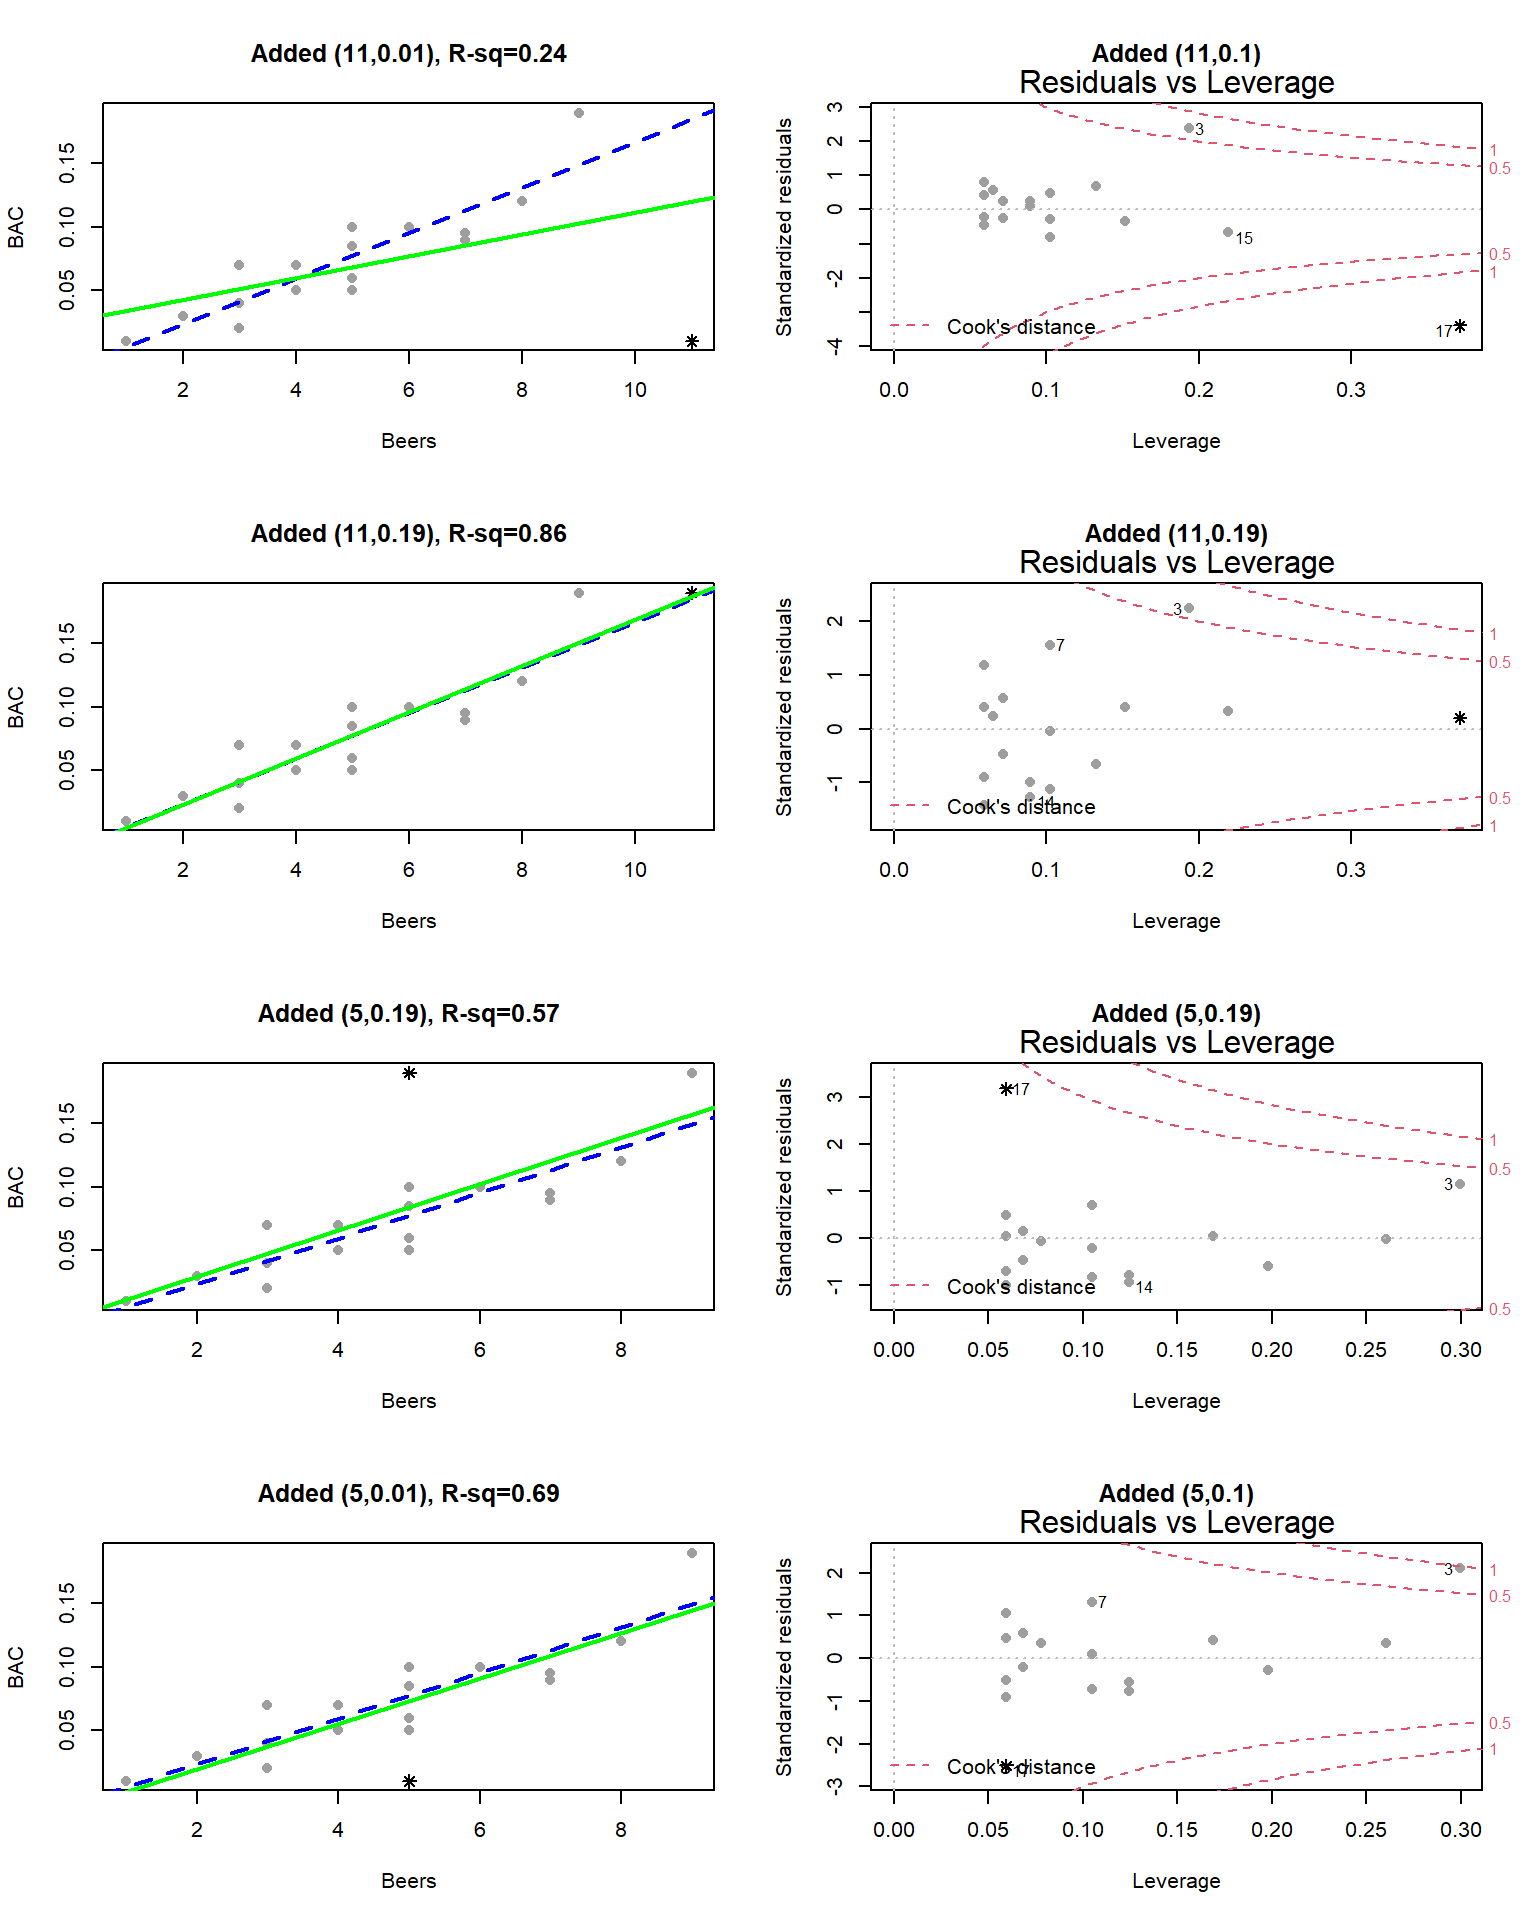 Added (11,0.01), R-sq=0.24
BAC
0.15
0.10
0.05
2 4 6 8 10
Beers
Added (11,0.1)
Residuals vs Leverage
Standardized residuals
3
2
1
0
-2
-4
3
15
17
1
0.5
0.5
1
Cook's distance
0.0 0.1 0.2 0.3
Leverage
Added (11,0.19), R-sq=0.86
BAC
0.15
0.10
0.05
2 4 6 8 10
Beers
Added (11,0.19)
Residuals vs Leverage
Standardized residuals
2
1
0
-1
3
7
14
1
0.5
0.5
1
Cook's distance
0.0 0.1 0.2 0.3
Leverage
Added (5,0.19), R-sq=0.57
BAC
0.15
0.10
0.05
2 4 6 8
Beers
Added (5,0.19)
Residuals vs Leverage
Standardized residuals
3
2
1
0
-1
17
3
14
1
0.5
0.5
Cook's distance
0.00 0.05 0.10 0.15 0.20 0.25 0.30
Leverage
Added (5,0.01), R-sq=0.69
BAC
0.15
0.10
0.05
2 4 6 8
Beers
Added (5,0.1)
Residuals vs Leverage
Standardized residuals
2
1
0
-1
-2
-3
3
7
17
1
0.5
0.5
1
Cook's distance
0.00 0.05 0.10 0.15 0.20 0.25 0.30
Leverage